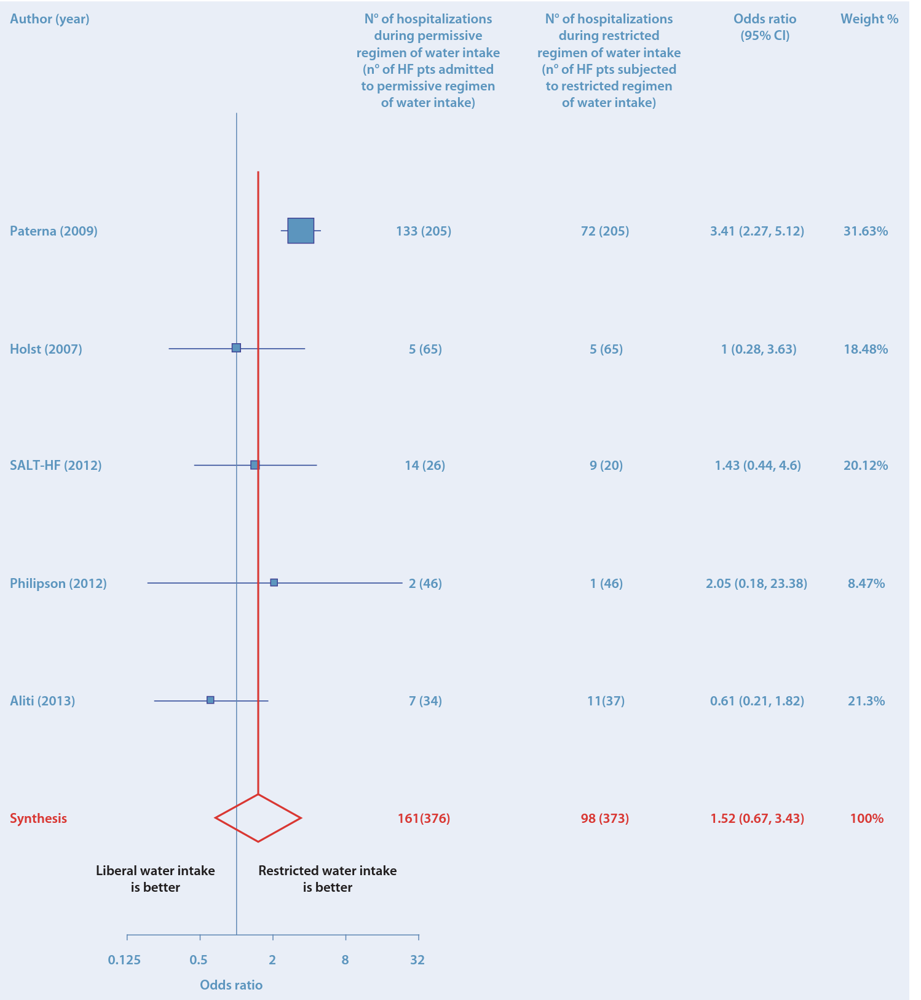 Author (year)
N° of hospitalizations
during permissive
regimen of water intake
(n° of HF pts admitted
to permissive regimen
of water intake)
N° of hospitalizations
during restricted
regimen of water intake
(n° of HF pts subjected
to restricted regimen
of water intake)
Odds ratio
(95% CI)
Weight %
Paterna (2009) 133 (205) 72 (205) 3.41 (2.27, 5.12) 31.63%
Holst (2007) 5 (65) 5 (65) 1 (0.28, 3.63) 18.48%
SALT-HF (2012) 14 (26) 9 (20) 1.43 (0.44, 4.6) 20.12%
Philipson (2012) 2 (46) 1 (46) 2.05 (0.18, 23.38) 8.47%
Aliti (2013) 7 (34) 11(37) 0.61 (0.21, 1.82) 21.3%
Synthesis 161(376) 98 (373) 1.52 (0.67, 3.43) 100%
Liberal water intake
is better
Restricted water intake
is better
0.125 0.5 2 8 32
Odds ratio